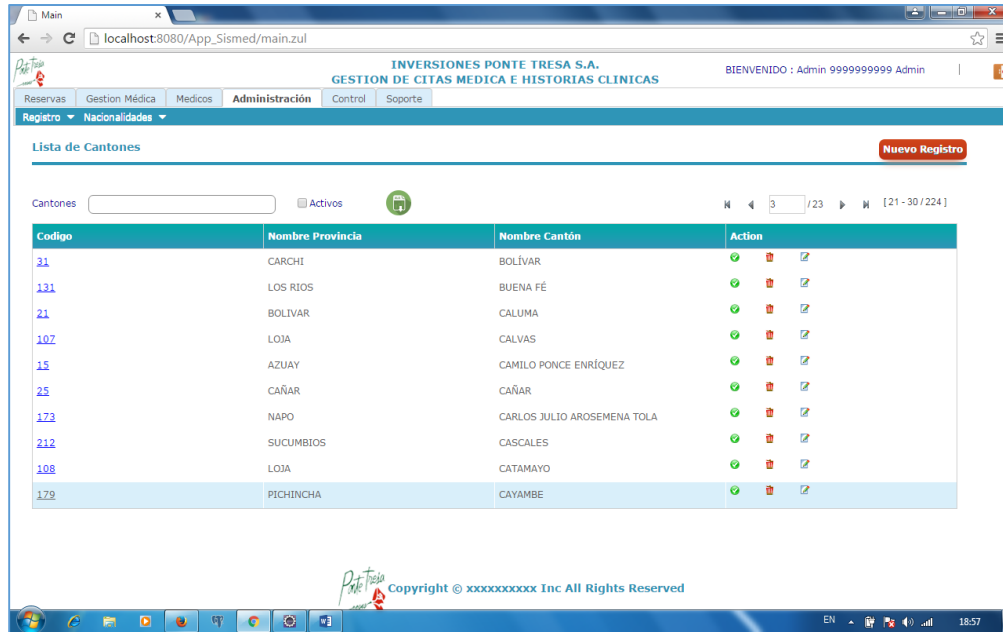 Main
localhost:8080/App_Sismed/main.zul
Ponte Tresa
INVERSIONES PONTE TRESA S.A.
GESTION DE CITAS MEDICA E HISTORIAS CLINICAS
BIENVENIDO : Admin 9999999999 Admin
Reservas Gestion Médica Medicos Administración Control Soporte
Registro Nacionalidades
Lista de Cantones
Nuevo Registro
Cantones Activos 3 / 23 [ 21 - 30 / 224 ]
Codigo Nombre Provincia Nombre Cantón Action
31 CARCHI BOLÍVAR
131 LOS RIOS BUENA FÉ
21 BOLIVAR CALUMA
107 LOJA CALVAS
15 AZUAY CAMILO PONCE ENRÍQUEZ
25 CAÑAR CAÑAR
173 NAPO CARLOS JULIO AROSEMENA TOLA
212 SUCUMBIOS CASCALES
108 LOJA CATAMAYO
179 PICHINCHA CAYAMBE
Ponte Tresa
Copyright © xxxxxxxxxx Inc All Rights Reserved
EN 18:57